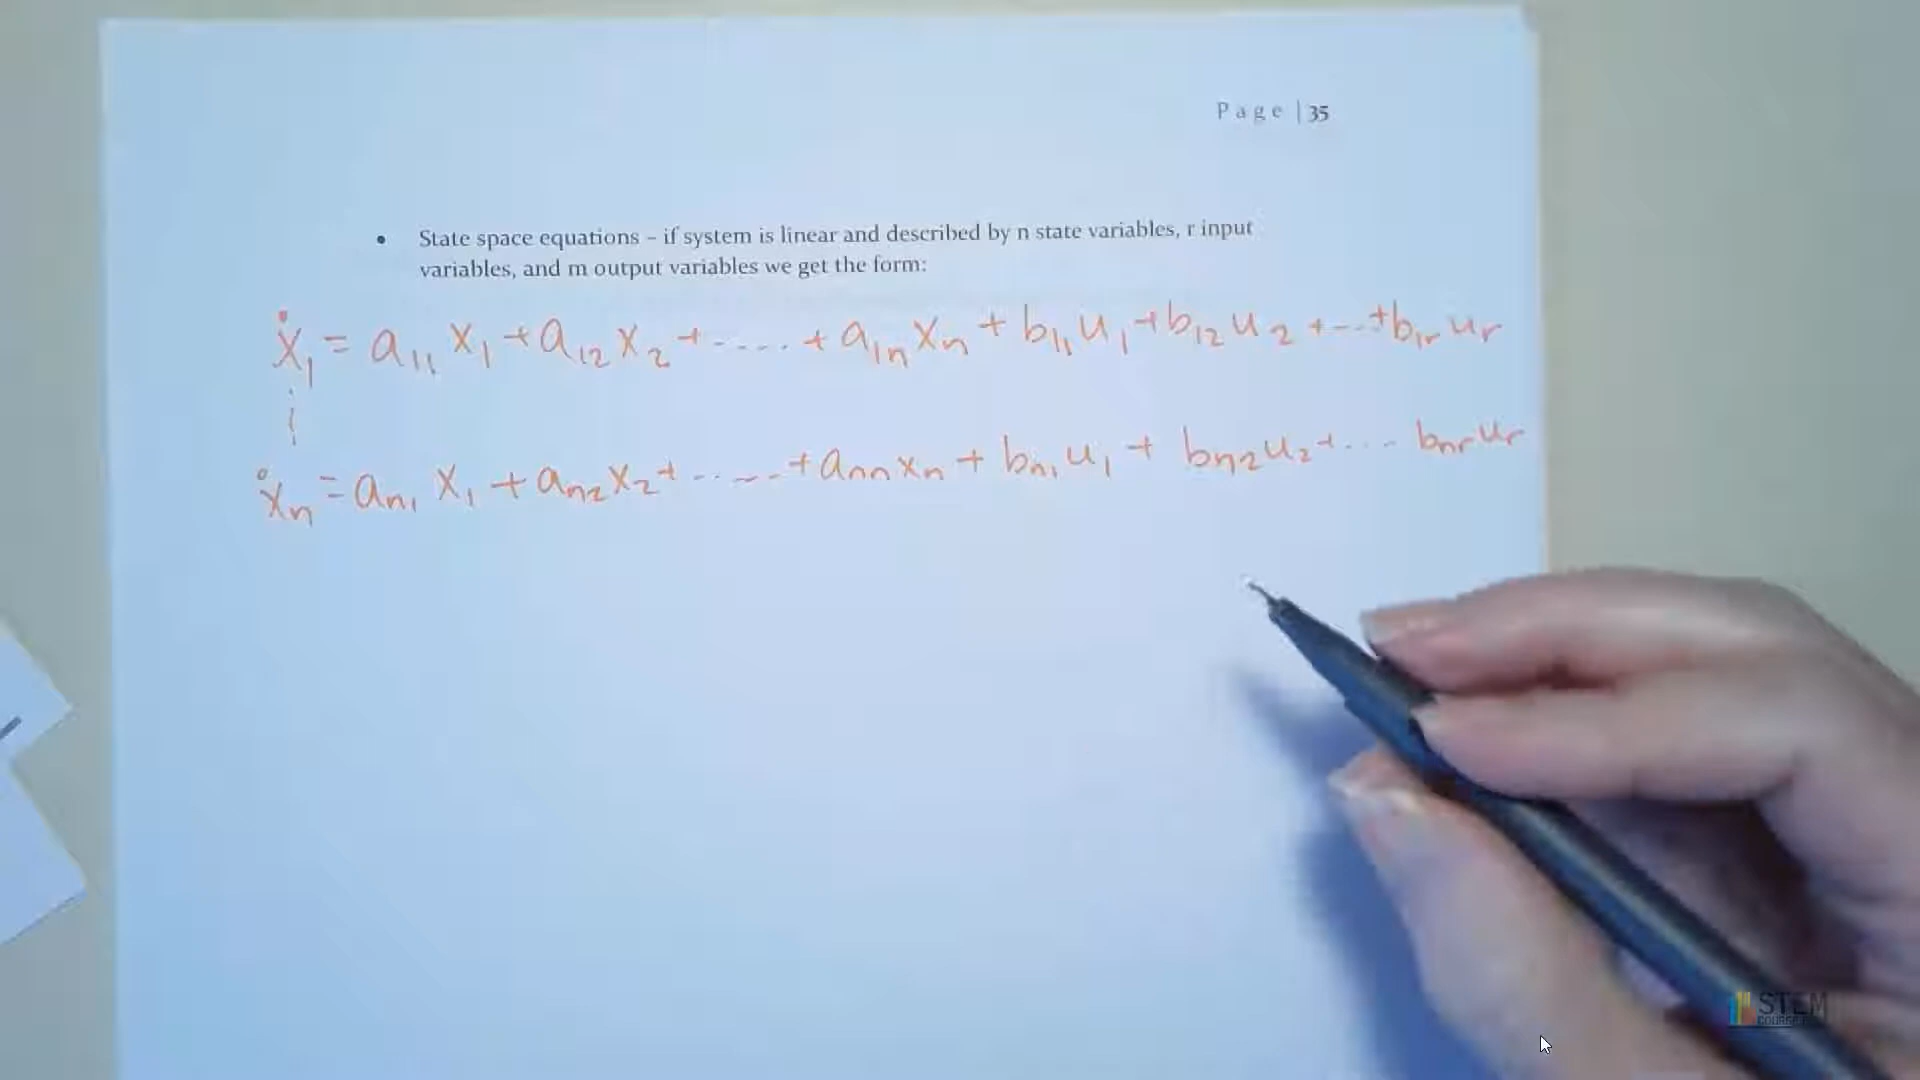 Page | 35
• State space equations – if system is linear and described by n state variables, r input
variables, and m output variables we get the form:
ẋ₁ = a₁₁ x₁ + a₁₂ x₂ + ..... + a₁ₙ xₙ + b₁₁ u₁ + b₁₂ u₂ + ... + b₁ᵣ uᵣ
⋮
ẋₙ = aₙ₁ x₁ + aₙ₂ x₂ + ..... + aₙₙ xₙ + bₙ₁ u₁ + bₙ₂ u₂ + .... bₙᵣ uᵣ
STEM